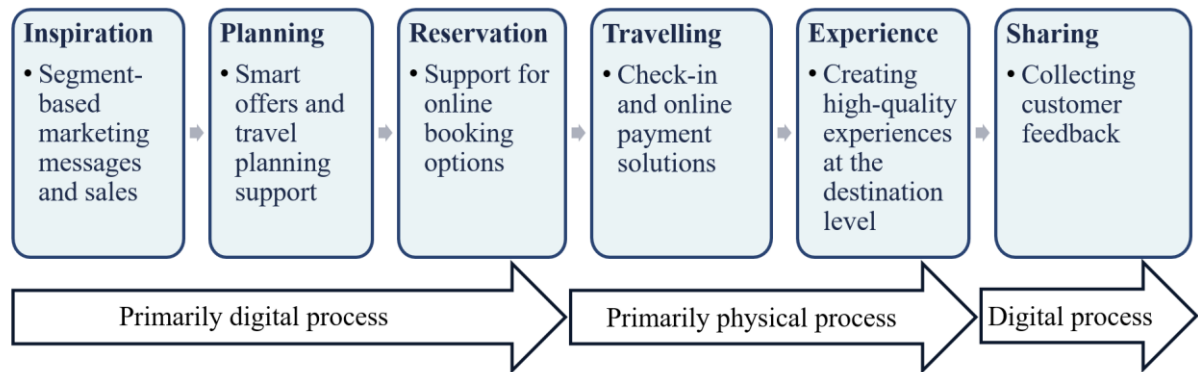 Inspiration
• Segment-
based
marketing
messages
and sales
Planning
• Smart
offers and
travel
planning
support
Reservation
• Support for
online
booking
options
Travelling
• Check-in
and online
payment
solutions
Experience
• Creating
high-quality
experiences
at the
destination
level
Sharing
• Collecting
customer
feedback
Primarily digital process
Primarily physical process
Digital process